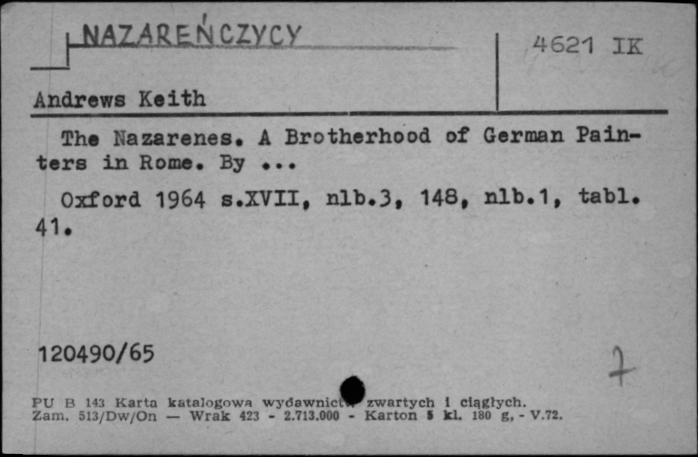 NAZAREŃCZYCY
4621 IK
Andrews Keith
The Nazarenes. A Brotherhood of German Pain-
ters in Rome. By ...
Oxford 1964 s.XVII, nlb.3, 148, nlb.1, tabl.
41.
120490/65
7
PU B 143 Karta katalogowa wydawnictw zwartych i ciągłych.
Zam. 513/Dw/On — Wrak 423 - 2.713.000 - Karton 5 kl. 180 g, - V.72.